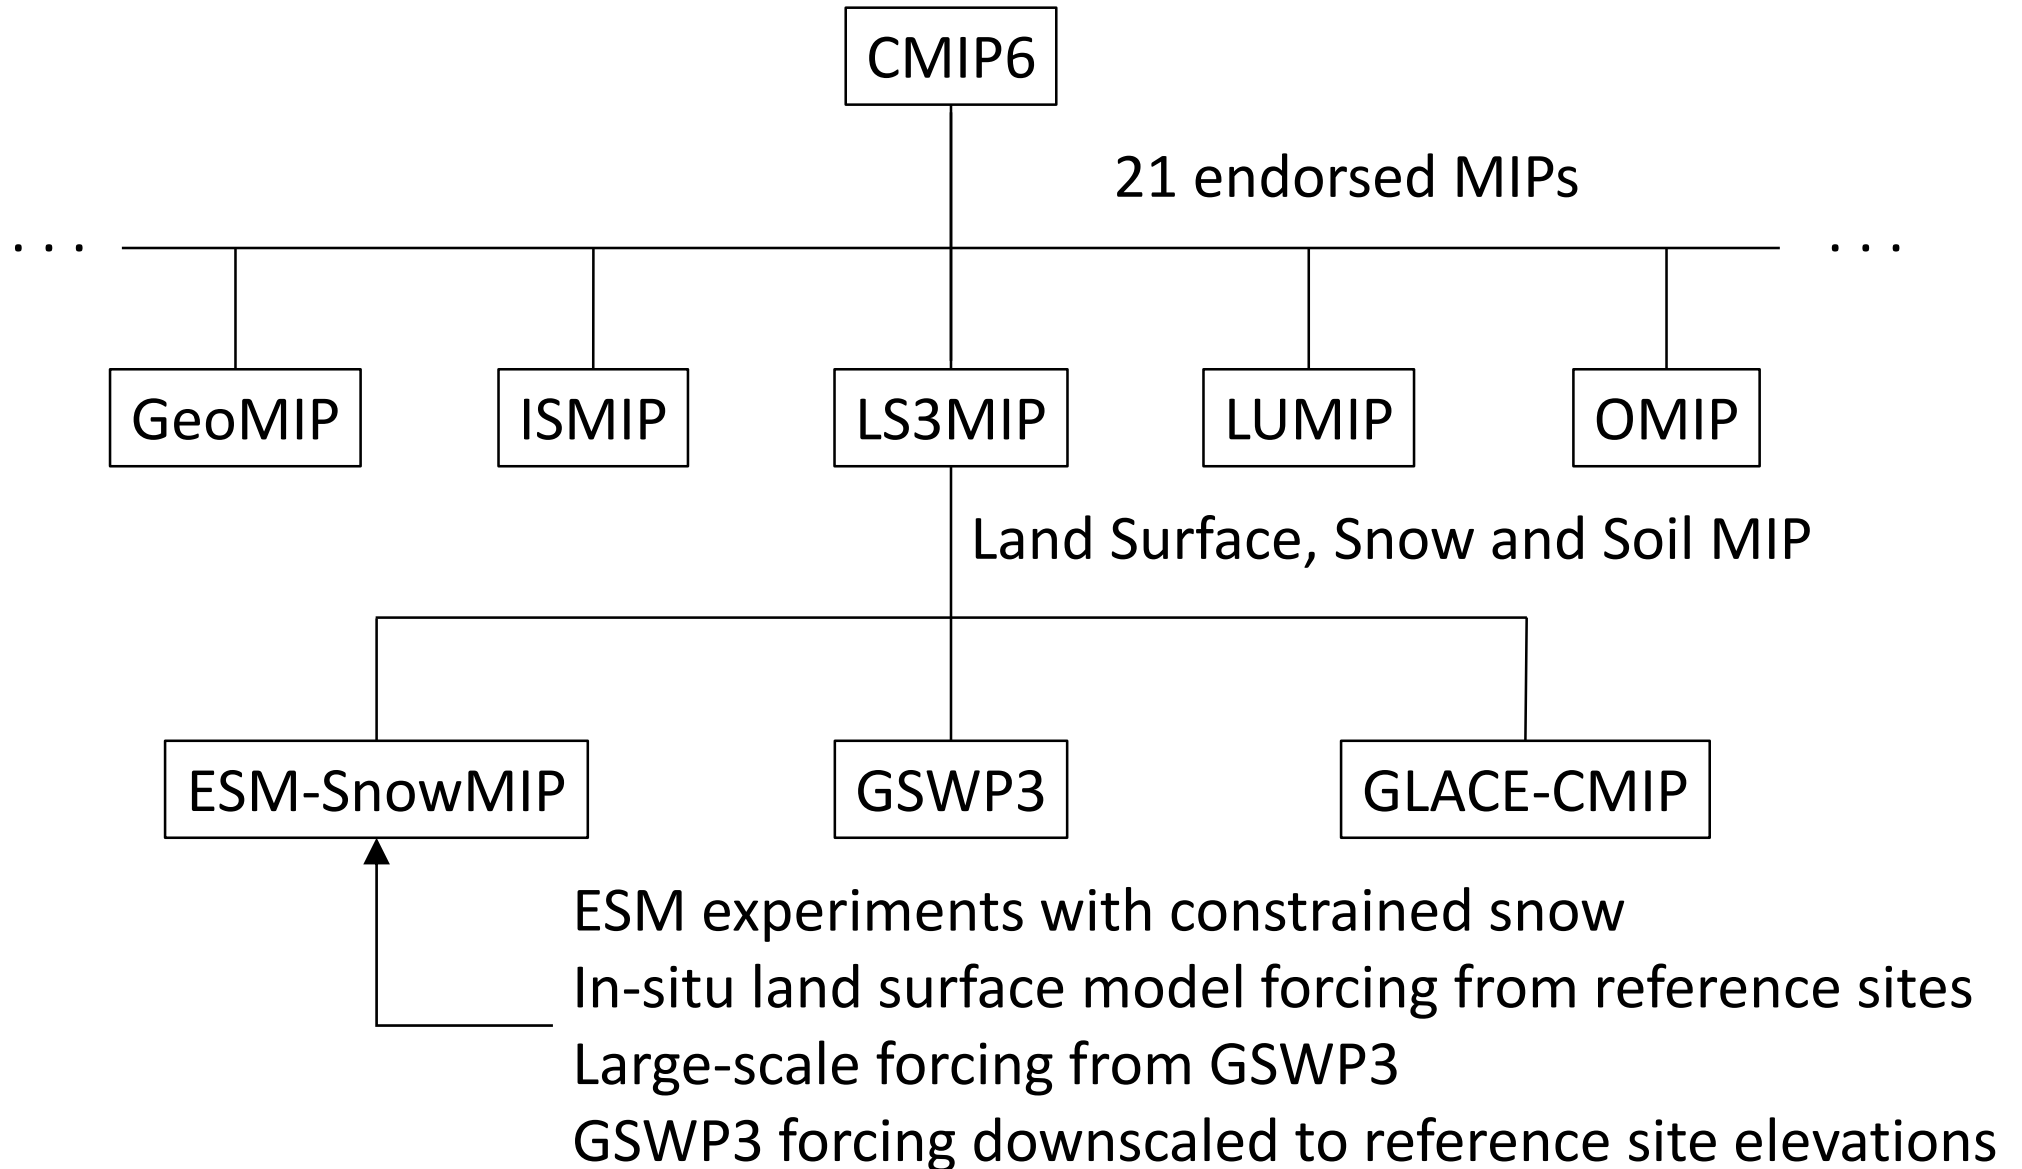 CMIP6
21 endorsed MIPs
. . .
. . .
GeoMIP
ISMIP
LS3MIP
LUMIP
OMIP
Land Surface, Snow and Soil MIP
ESM-SnowMIP
GSWP3
GLACE-CMIP
ESM experiments with constrained snow
In-situ land surface model forcing from reference sites
Large-scale forcing from GSWP3
GSWP3 forcing downscaled to reference site elevations